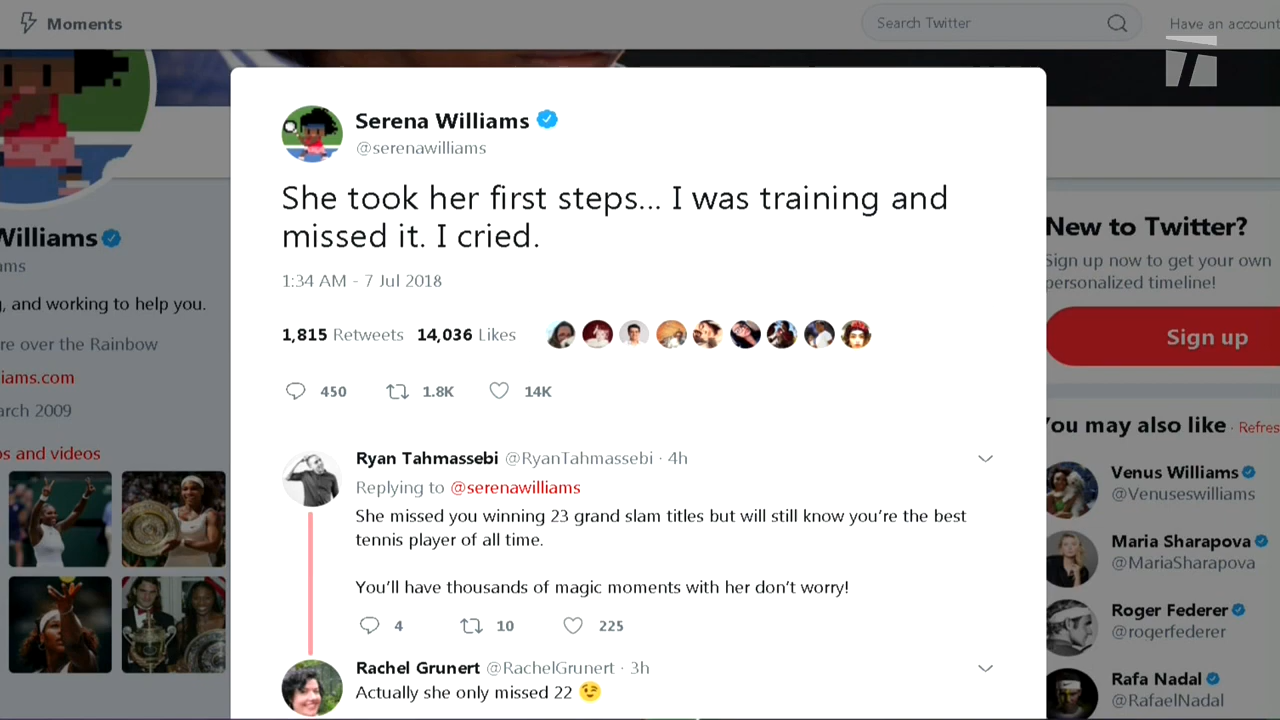 Moments
Search Twitter
Have an account
Serena Williams
@serenawilliams
She took her first steps... I was training and
missed it. I cried.
1:34 AM - 7 Jul 2018
1,815 Retweets 14,036 Likes
450 1.8K 14K
Ryan Tahmassebi @RyanTahmassebi · 4h
Replying to @serenawilliams
She missed you winning 23 grand slam titles but will still know you're the best
tennis player of all time.
You'll have thousands of magic moments with her don't worry!
4 10 225
Rachel Grunert @RachelGrunert · 3h
Actually she only missed 22 😉
Williams
ams
, and working to help you.
re over the Rainbow
iams.com
arch 2009
s and videos
New to Twitter?
Sign up now to get your own
personalized timeline!
Sign up
You may also like · Refres
Venus Williams
@Venuseswilliams
Maria Sharapova
@MariaSharapova
Roger Federer
@rogerfederer
Rafa Nadal
@RafaelNadal